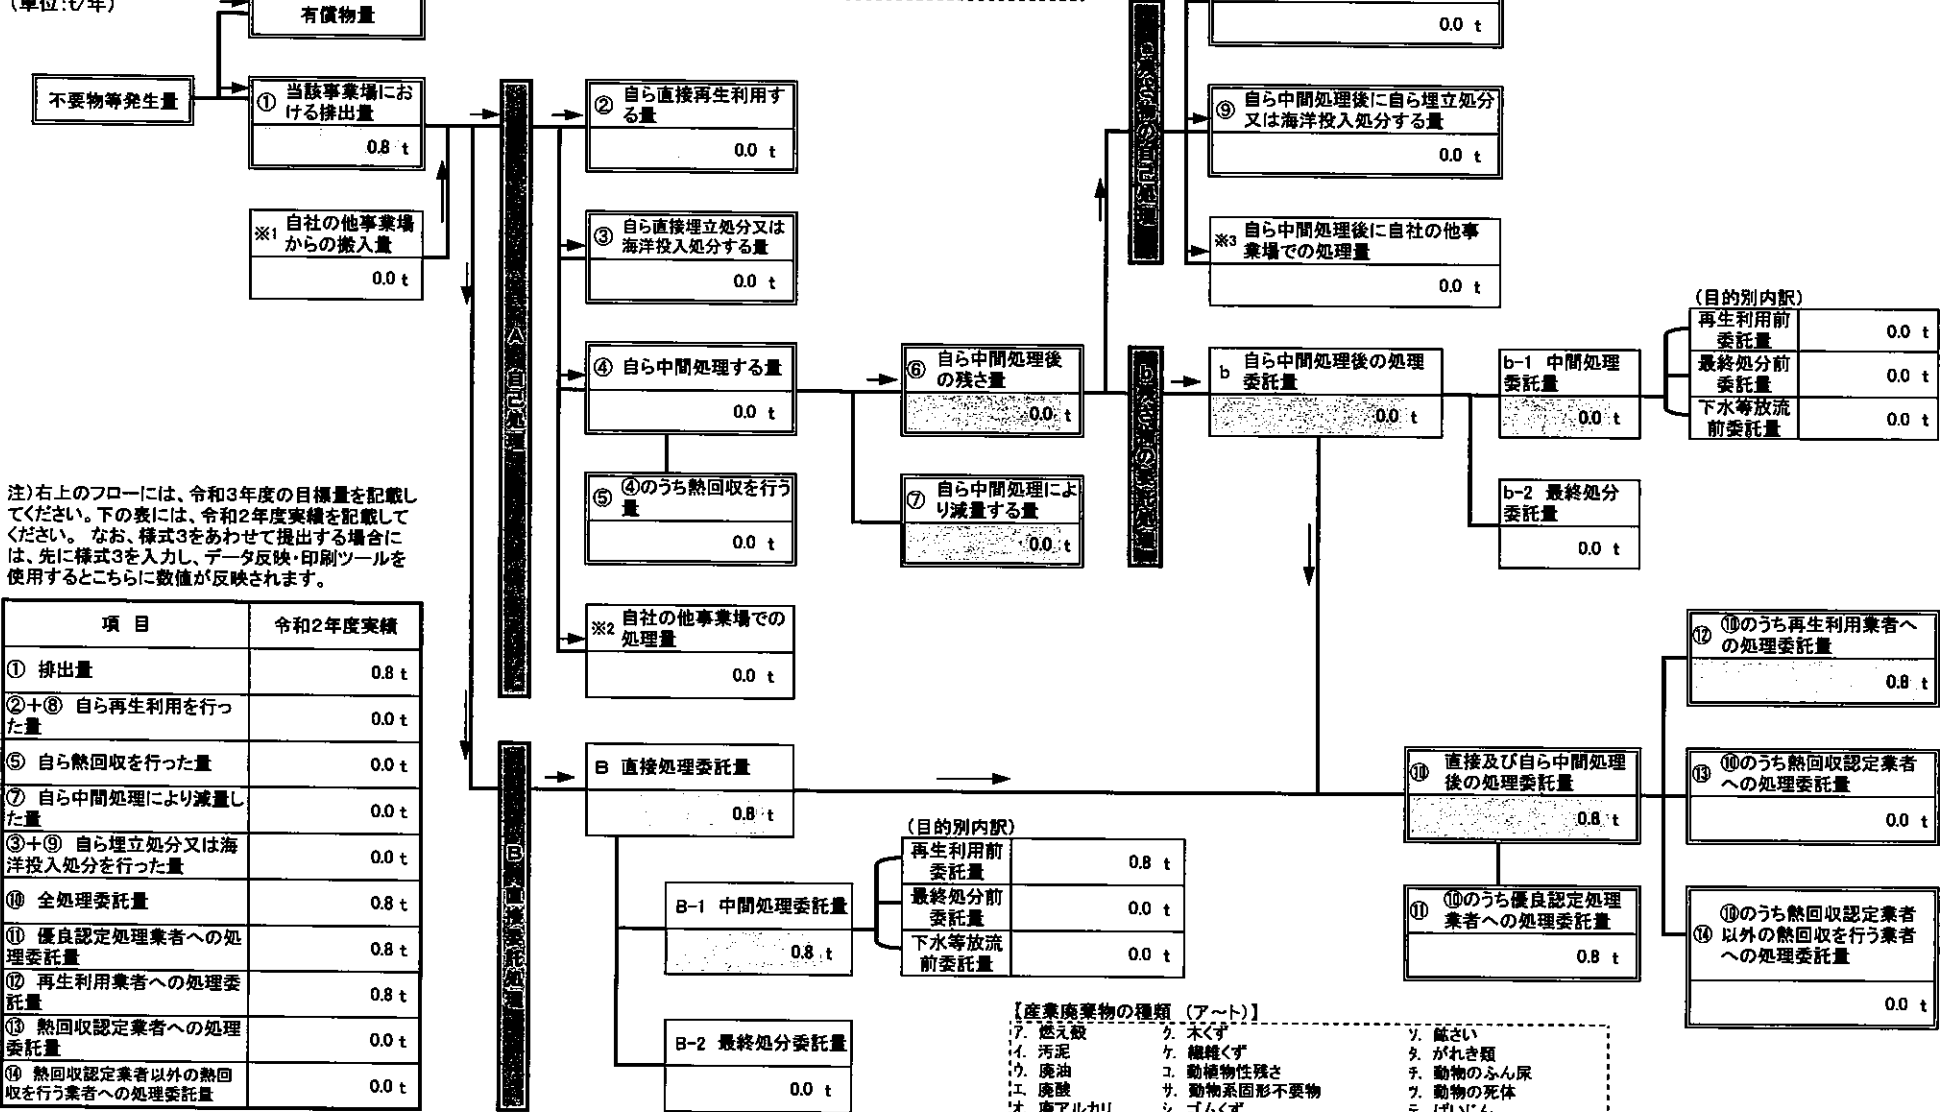 (単位:t/年)
有償物量
不要物等発生量
① 当該事業場にお
ける排出量
0.8 t
※1 自社の他事業場
からの搬入量
0.0 t
② 自ら直接再生利用す
る量
0.0 t
③ 自ら直接埋立処分又は
海洋投入処分する量
0.0 t
④ 自ら中間処理する量
0.0 t
⑤ ④のうち熱回収を行う
量
0.0 t
※2 自社の他事業場での
処理量
0.0 t
A
自己処理
⑥ 自ら中間処理後
の残さ量
0.0 t
⑦ 自ら中間処理によ
り減量する量
0.0 t
0.0 t
⑨ 自ら中間処理後に自ら埋立処分
又は海洋投入処分する量
0.0 t
※3 自ら中間処理後に自社の他事
業場での処理量
0.0 t
残さ物の自己処理
b 残さ物の委託処理
b 自ら中間処理後の処理
委託量
0.0 t
b-1 中間処理
委託量
0.0 t
b-2 最終処分
委託量
0.0 t
(目的別内訳)
再生利用前
委託量 0.0 t
最終処分前
委託量 0.0 t
下水等放流
前委託量 0.0 t
注)右上のフローには、令和3年度の目標量を記載し
てください。下の表には、令和2年度実績を記載して
ください。 なお、様式3をあわせて提出する場合に
は、先に様式3を入力し、データ反映・印刷ツールを
使用するとこちらに数値が反映されます。
項 目 令和2年度実績
① 排出量 0.8 t
②+⑧ 自ら再生利用を行っ
た量 0.0 t
⑤ 自ら熱回収を行った量 0.0 t
⑦ 自ら中間処理により減量し
た量 0.0 t
③+⑨ 自ら埋立処分又は海
洋投入処分を行った量 0.0 t
⑩ 全処理委託量 0.8 t
⑪ 優良認定処理業者への処
理委託量 0.8 t
⑫ 再生利用業者への処理委
託量 0.8 t
⑬ 熱回収認定業者への処理
委託量 0.0 t
⑭ 熱回収認定業者以外の熱回
収を行う業者への処理委託量 0.0 t
B
直接委託処理
B 直接処理委託量
0.8 t
B-1 中間処理委託量
0.8 t
B-2 最終処分委託量
0.0 t
(目的別内訳)
再生利用前
委託量 0.8 t
最終処分前
委託量 0.0 t
下水等放流
前委託量 0.0 t
⑩ 直接及び自ら中間処理
後の処理委託量
0.8 t
⑪ ⑩のうち優良認定処理
業者への処理委託量
0.8 t
⑫ ⑩のうち再生利用業者へ
の処理委託量
0.8 t
⑬ ⑩のうち熱回収認定業者
への処理委託量
0.0 t
⑭ ⑩のうち熱回収認定業者
以外の熱回収を行う業者
への処理委託量
0.0 t
【産業廃棄物の種類 (ア~ト)】
ア. 燃え殻 ク. 木くず ソ. 鉱さい
イ. 汚泥 ケ. 繊維くず タ. がれき類
ウ. 廃油 コ. 動植物性残さ チ. 動物のふん尿
エ. 廃酸 サ. 動物系固形不要物 ツ. 動物の死体
オ. 廃アルカリ シ. ゴムくず テ. ばいじん